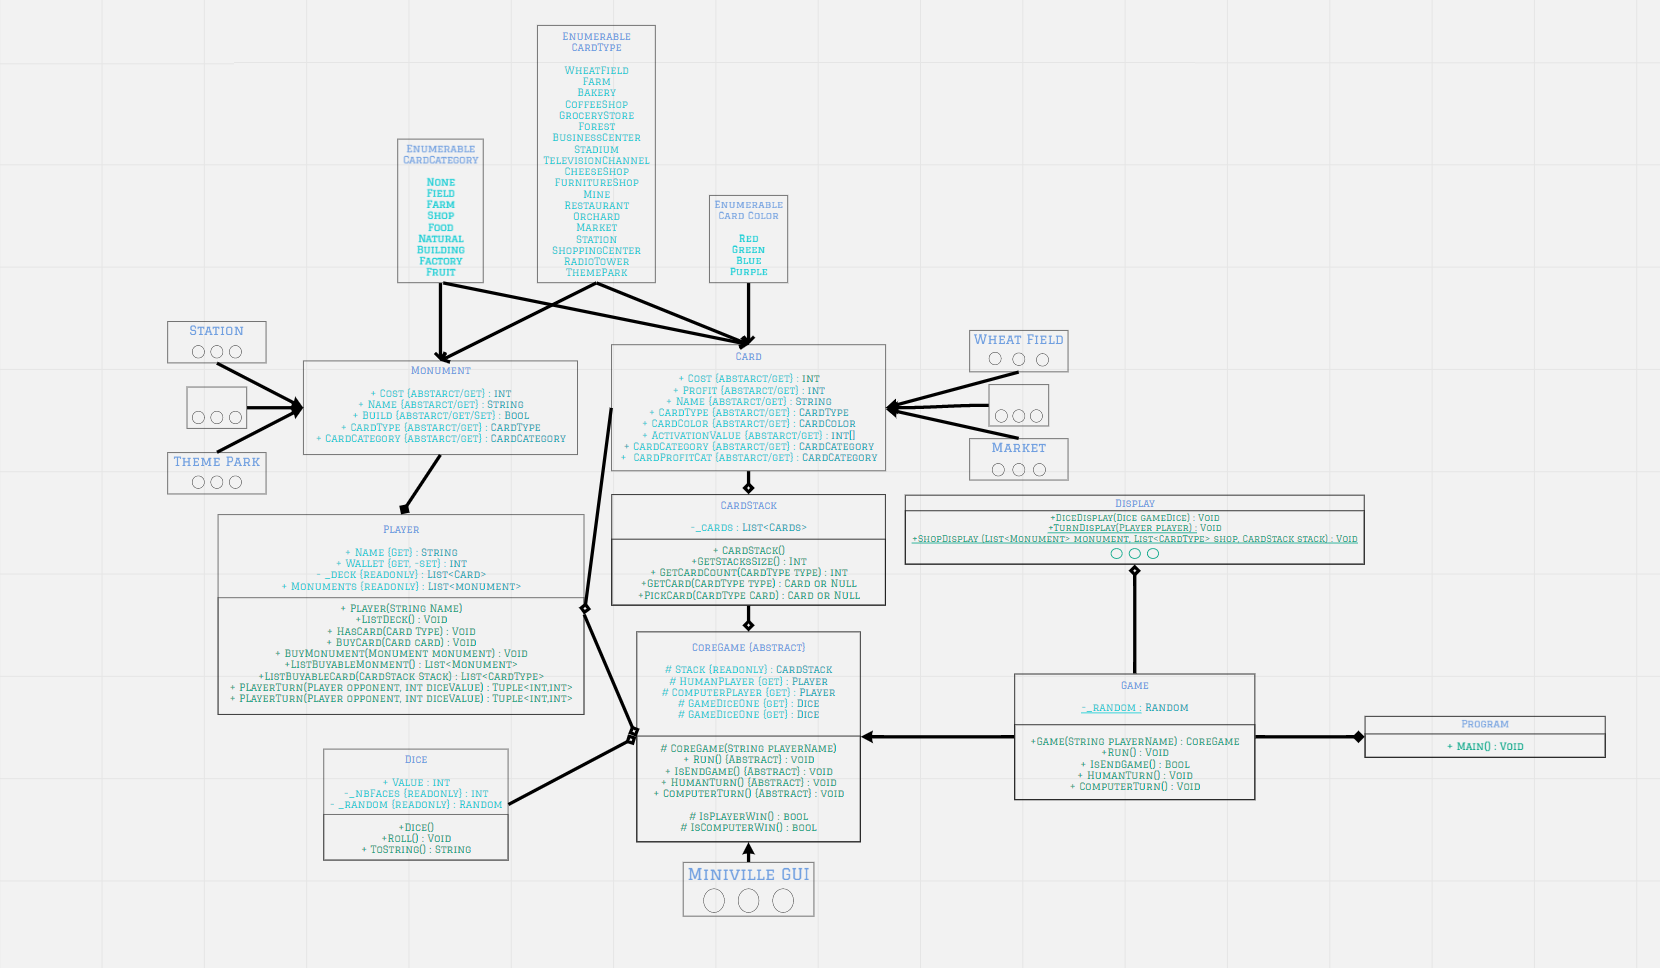 Enumerable
CardType
WheatField
Farm
Bakery
CoffeeShop
GroceryStore
Forest
BusinessCenter
Stadium
TelevisionChannel
CheeseShop
FurnitureShop
Mine
Restaurant
Orchard
Market
Station
ShoppingCenter
RadioTower
ThemePark
Enumerable
CardCategory
None
Field
Farm
Shop
Food
Natural
Building
Factory
Fruit
Enumerable
Card Color
Red
Green
Blue
Purple
Station
Theme Park
Monument
+ Cost {abstarct/get} : int
+ Name {abstarct/get} : string
+ Build {abstarct/get/set} : Bool
+ CardType {abstarct/get} : CardType
+ CardCategory {abstarct/get} : CardCategory
Card
+ Cost {abstarct/get} : int
+ Profit {abstarct/get} : int
+ Name {abstarct/get} : string
+ CardType {abstarct/get} : CardType
+ CardColor {abstarct/get} : CardColor
+ ActivationValue {abstarct/get} : int[]
+ CardCategory {abstarct/get} : CardCategory
+ CardProfitCat {abstarct/get} : CardCategory
Wheat Field
Market
Player
+ Name {get} : string
+ Wallet {get, -set} : int
- _deck {readonly} : List<Card>
+ Monuments {readonly} : List<monument>
+ Player(String Name)
+ListDeck() : Void
+ HasCard(Card Type) : Void
+ BuyCard(Card card) : Void
+ BuyMonument(Monument monument) : Void
+ListBuyableMonment() : List<Monument>
+ListBuyableCard(CardStack Stack) : List<CardType>
+ PlayerTurn(Player opponent, int diceValue) : Tuple<int,int>
+ PlayerTurn(Player opponent, int diceValue) : Tuple<int,int>
CardStack
-_cards : List<Cards>
+ CardStack()
+GetStacksSize() : Int
+ GetCardCount(CardType type) : int
+GetCard(CardType type) : Card or Null
+PickCard(CardType Card) : Card or Null
Display
+DiceDisplay(Dice gameDice) : Void
+TurnDisplay(Player player) : Void
+ShopDisplay (List<Monument> monument, List<CardType> shop, CardStack stack) : Void
CoreGame {abstract}
# Stack {readonly} : CardStack
# HumanPlayer {get} : Player
# ComputerPlayer {get} : Player
# GameDiceOne {get} : Dice
# GameDiceOne {get} : Dice
# CoreGame(String playerName)
+ Run() {Abstract} : void
+ IsEndGame() {Abstract} : void
+ HumanTurn() {Abstract} : void
+ ComputerTurn() {Abstract} : void
# IsPlayerWin() : bool
# IsComputerWin() : bool
Dice
+ Value : int
-_nbFaces {readonly} : int
- _random {readonly} : Random
+Dice()
+Roll() : Void
+ ToString() : String
Game
-_random : Random
+Game(String playerName) : CoreGame
+Run() : Void
+ IsEndGame() : Bool
+ HumanTurn() : Void
+ ComputerTurn() : Void
Program
+ Main() : Void
Miniville GUI